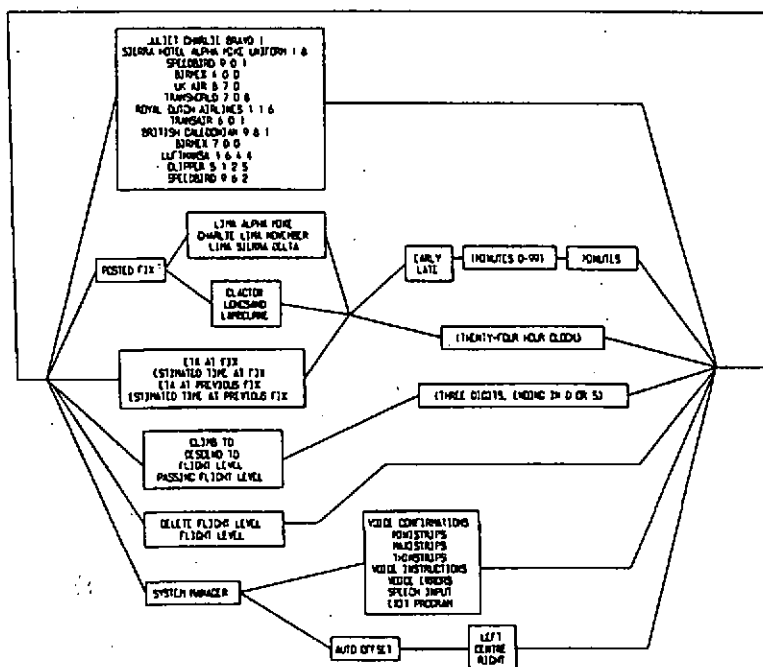 JULIET CHARLIE BRAVO 1
SIERRA HOTEL ALPHA MIKE UNIFORM 1 8
SPEEDBIRD 9 0 1
BIRMEX 6 0 0
UK AIR 8 7 0
TRANSWORLD 7 0 8
ROYAL DUTCH AIRLINES 1 1 6
TRANSAIR 6 0 1
BRITISH CALEDONIAN 9 8 1
BIRMEX 7 0 0
LUFTHANSA 1 6 4 4
CLIPPER 5 1 2 5
SPEEDBIRD 9 6 2
LIMA ALPHA MIKE
CHARLIE LIMA NOVEMBER
LIMA SIERRA DELTA
POSTED FIX
CLACTON
LOGESAND
LAMBOURNE
EARLY
LATE
(MINUTES 0-99)
MINUTES
(TWENTY-FOUR HOUR CLOCK)
ETA AT FIX
ESTIMATED TIME AT FIX
ETA AT PREVIOUS FIX
ESTIMATED TIME AT PREVIOUS FIX
(THREE DIGITS, ENDING IN 0 OR 5)
CLIMB TO
DESCEND TO
FLIGHT LEVEL
PASSING FLIGHT LEVEL
DELETE FLIGHT LEVEL
FLIGHT LEVEL
SYSTEM MANAGER
VOICE CONFIRMATIONS
MINISTRIPS
MAXISTRIPS
VOICE INSTRUCTIONS
VOICE ERRORS
SPEECH INPUT
EXIT PROGRAM
AUTO OFFSET
LEFT
CENTRE
RIGHT